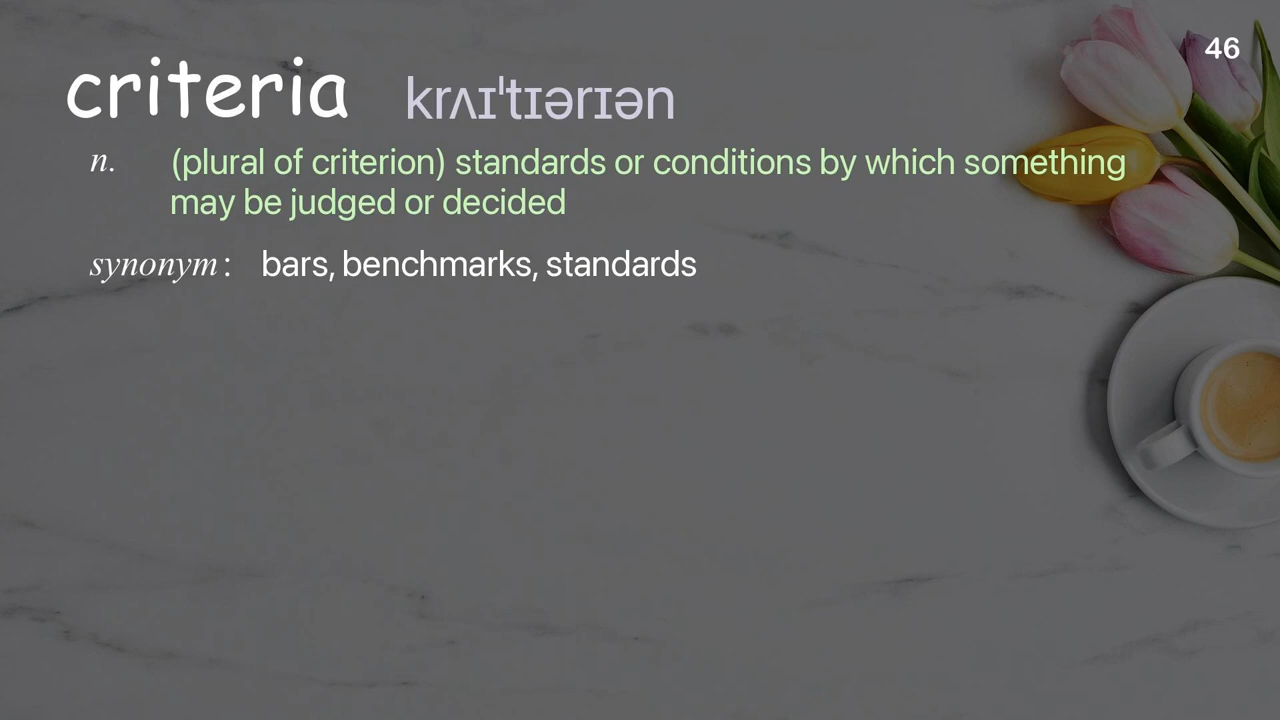 46
criteria krʌɪˈtɪərɪən
n. (plural of criterion) standards or conditions by which something
may be judged or decided
synonym : bars, benchmarks, standards